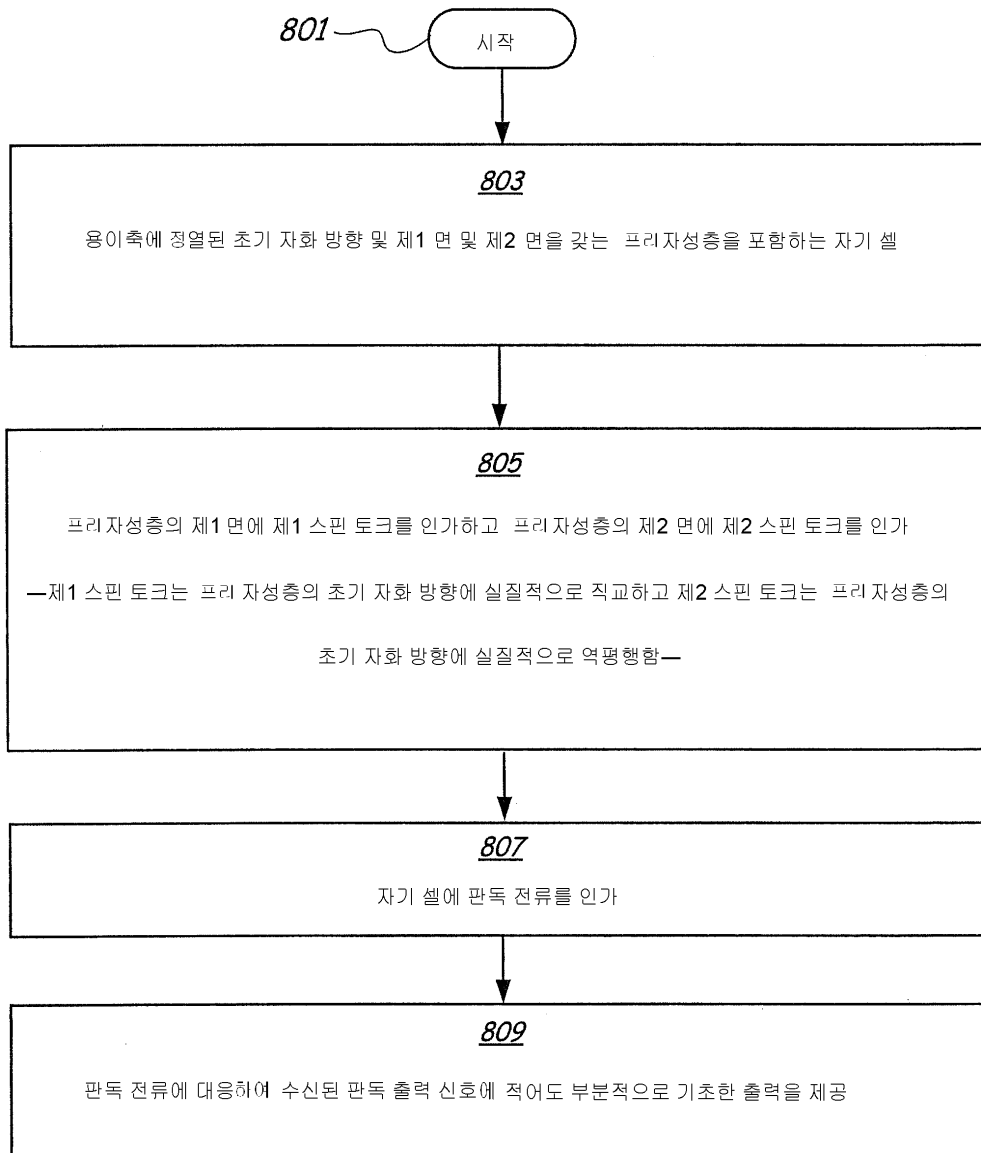 801
시작
803
용이축에 정열된 초기 자화 방향 및 제1 면 및 제2 면을 갖는 프리자성층을 포함하는 자기 셀
805
프리자성층의 제1 면에 제1 스핀 토크를 인가하고 프리자성층의 제2 면에 제2 스핀 토크를 인가
—제1 스핀 토크는 프리자성층의 초기 자화 방향에 실질적으로 직교하고 제2 스핀 토크는 프리자성층의
초기 자화 방향에 실질적으로 역평행함—
807
자기 셀에 판독 전류를 인가
809
판독 전류에 대응하여 수신된 판독 출력 신호에 적어도 부분적으로 기초한 출력을 제공